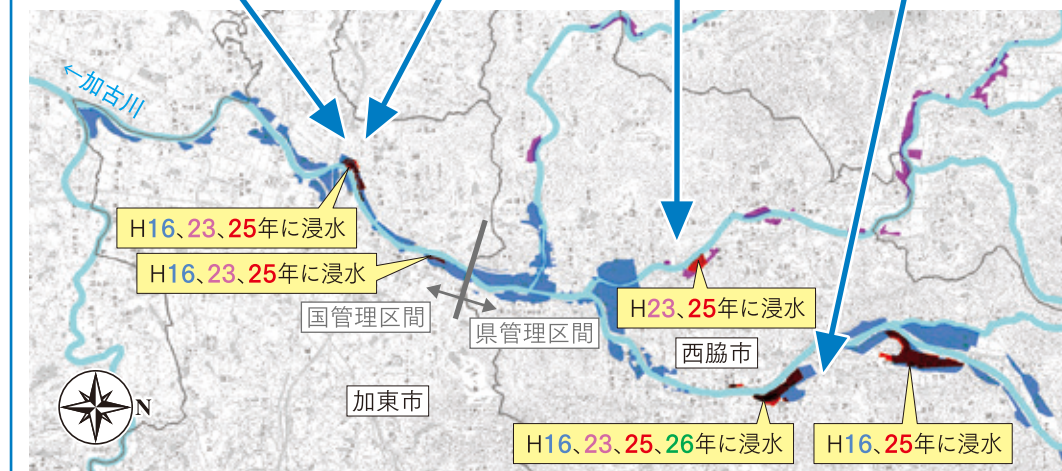 ←加古川
H16、23、25年に浸水
H16、23、25年に浸水
国管理区間
県管理区間
H23、25年に浸水
西脇市
加東市
N
H16、23、25、26年に浸水
H16、25年に浸水